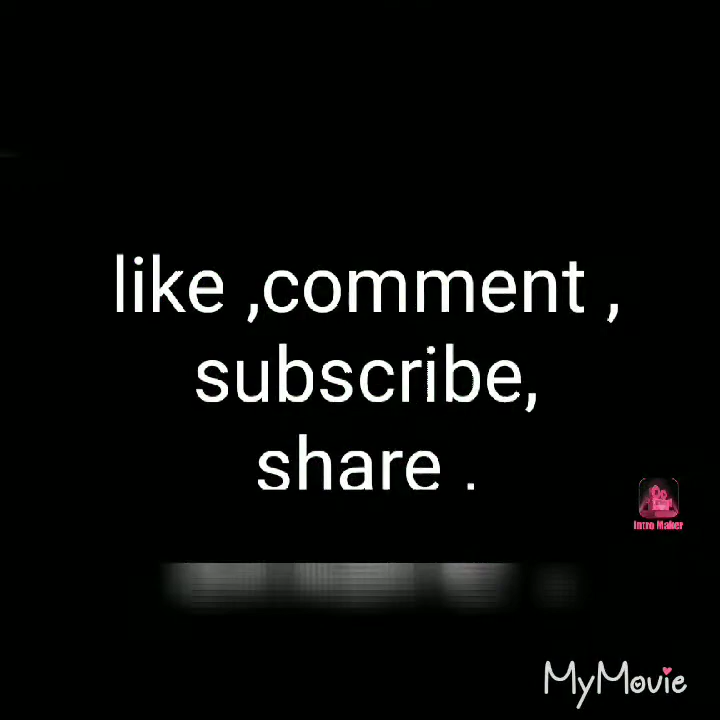 like ,comment ,
subscribe,
share .
Intro Maker
MyMovie